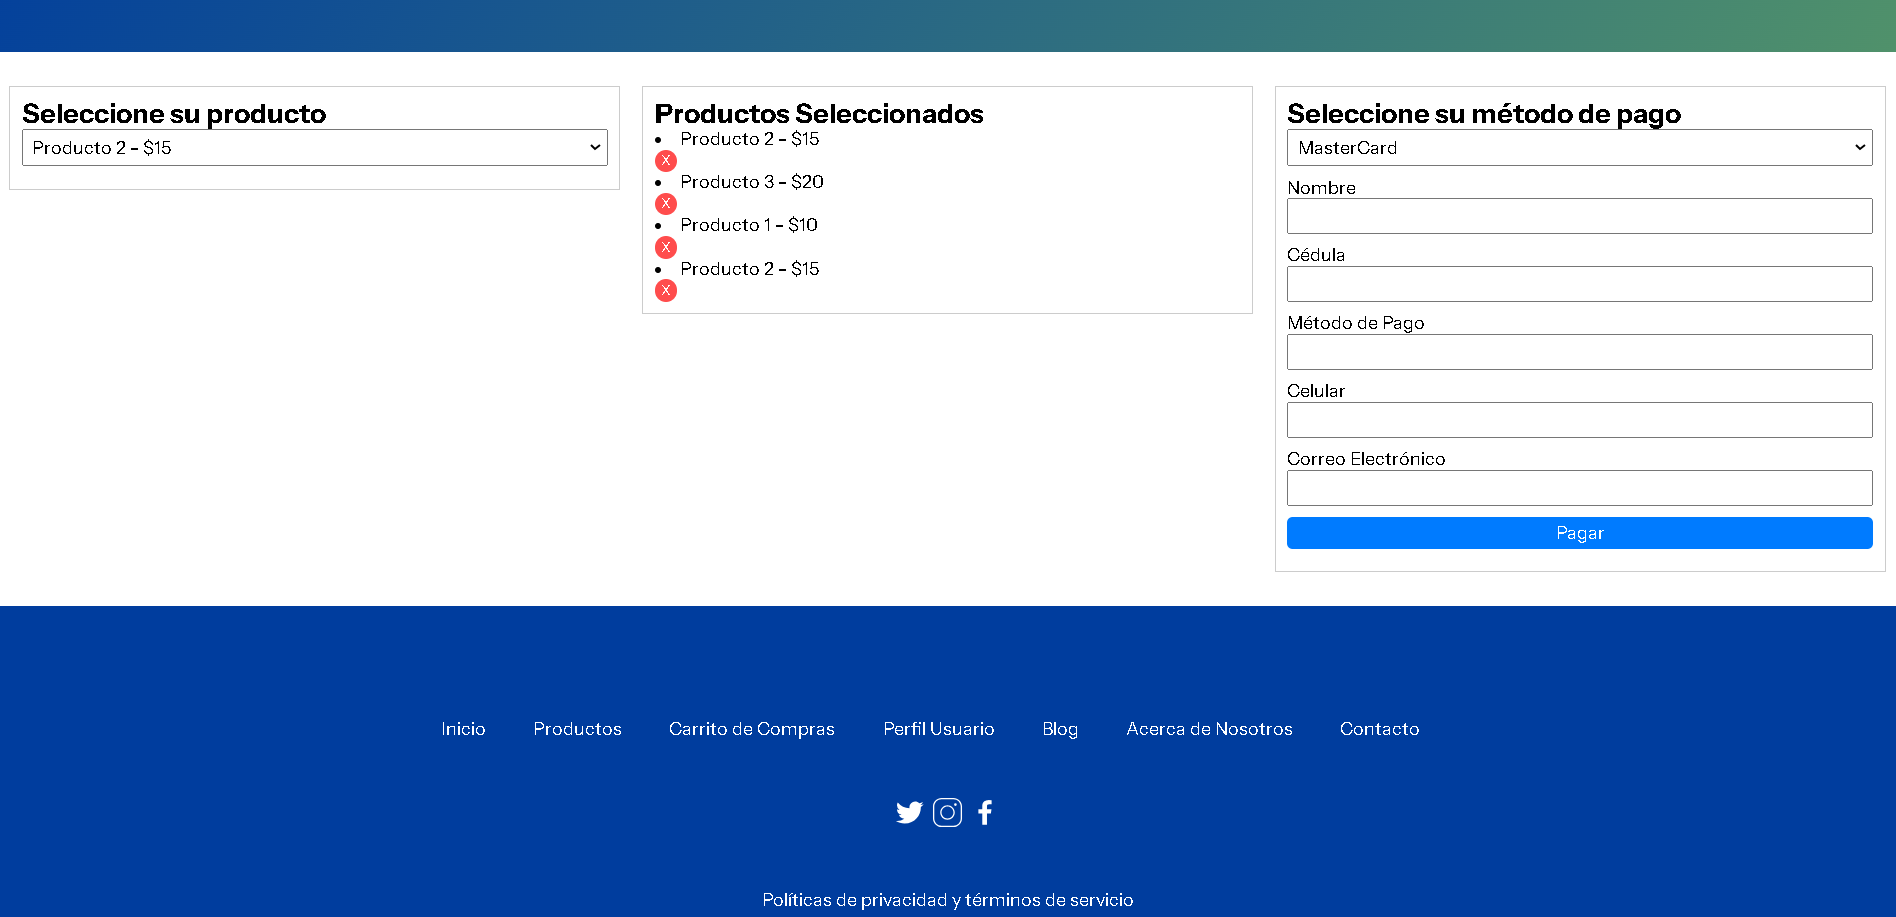 Seleccione su producto
Producto 2 - $15
Productos Seleccionados
Producto 2 - $15
X
Producto 3 - $20
X
Producto 1 - $10
X
Producto 2 - $15
X
Seleccione su método de pago
MasterCard
Nombre
Cédula
Método de Pago
Celular
Correo Electrónico
Pagar
Inicio Productos Carrito de Compras Perfil Usuario Blog Acerca de Nosotros Contacto
Políticas de privacidad y términos de servicio